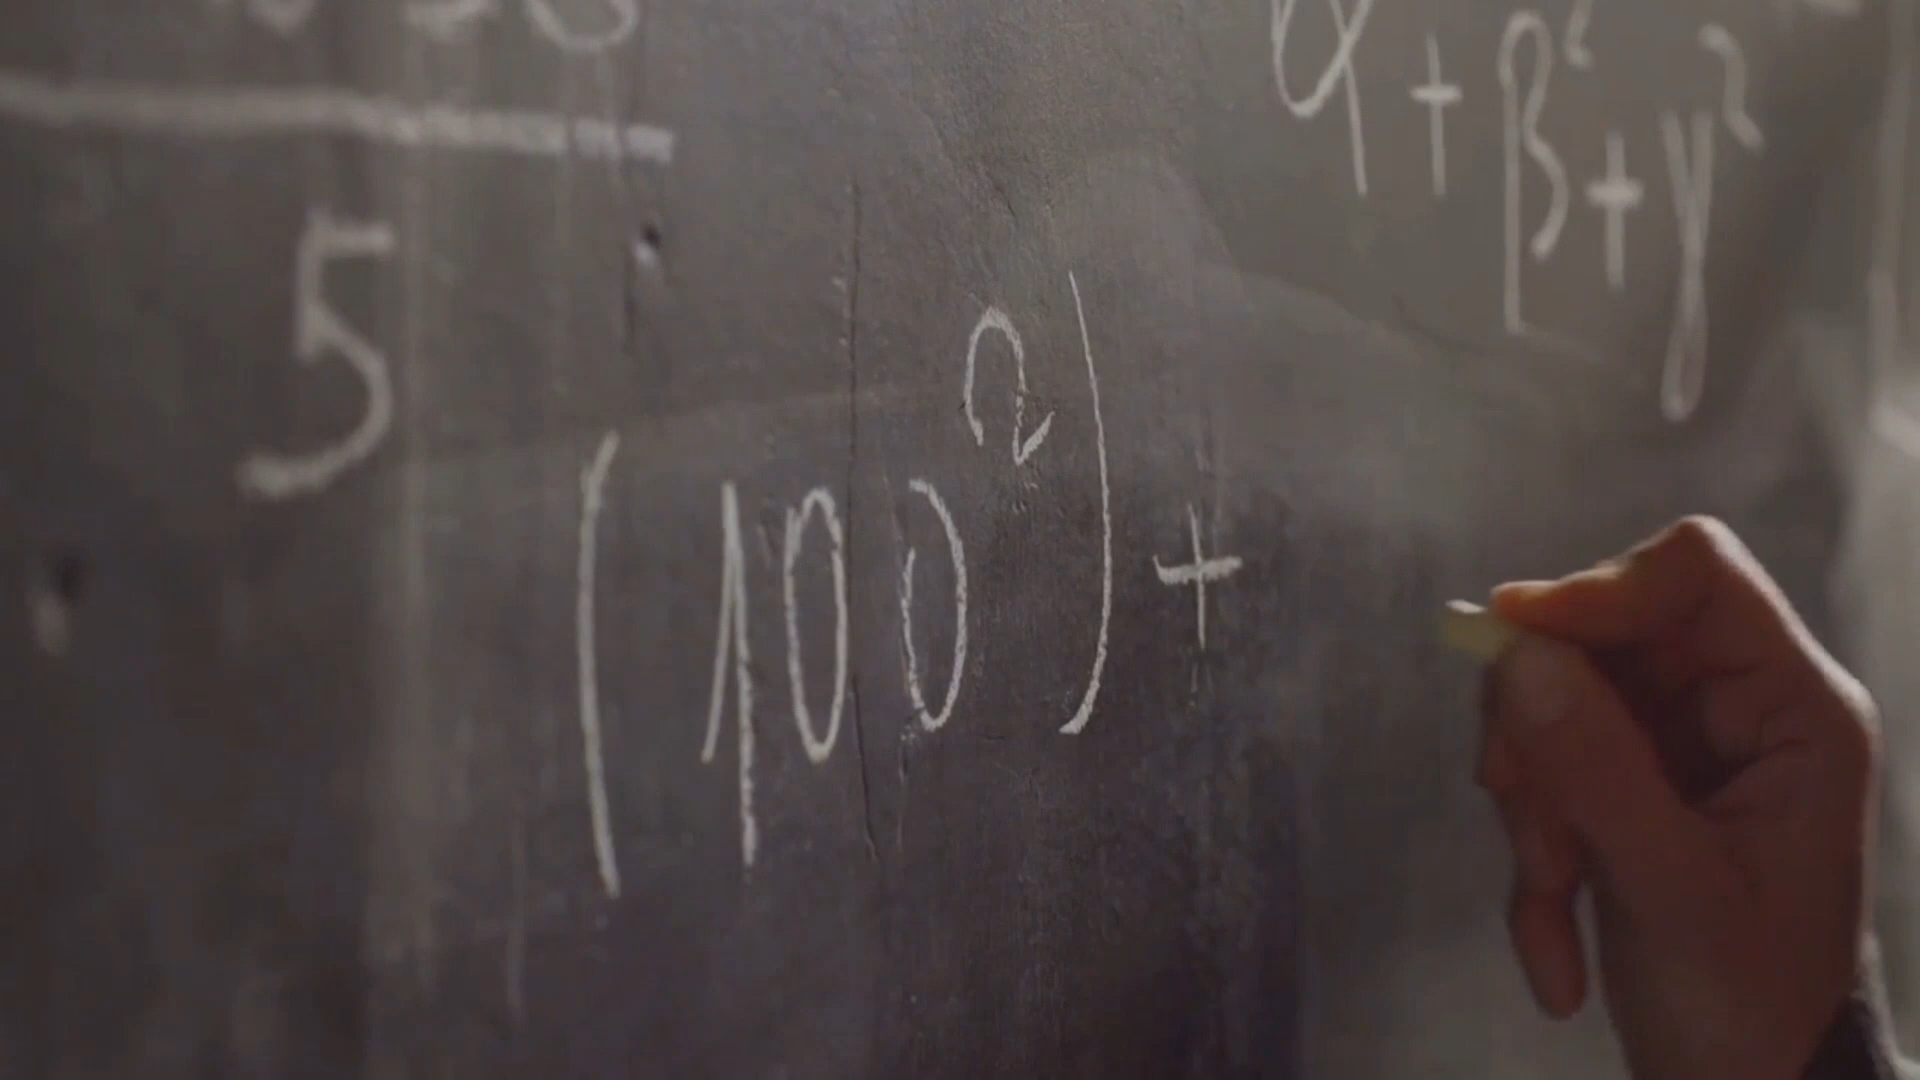 α + β² + γ²
5
(100²) +